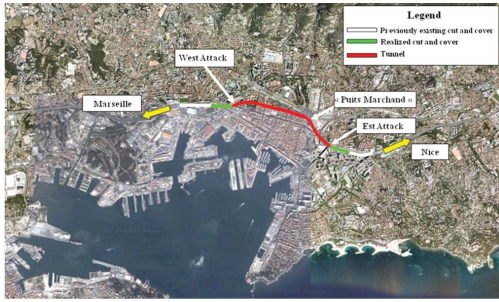 Legend
Previously existing cut and cover
Realized cut and cover
Tunnel
West Attack
Marseille
« Puits Marchand »
Est Attack
Nice